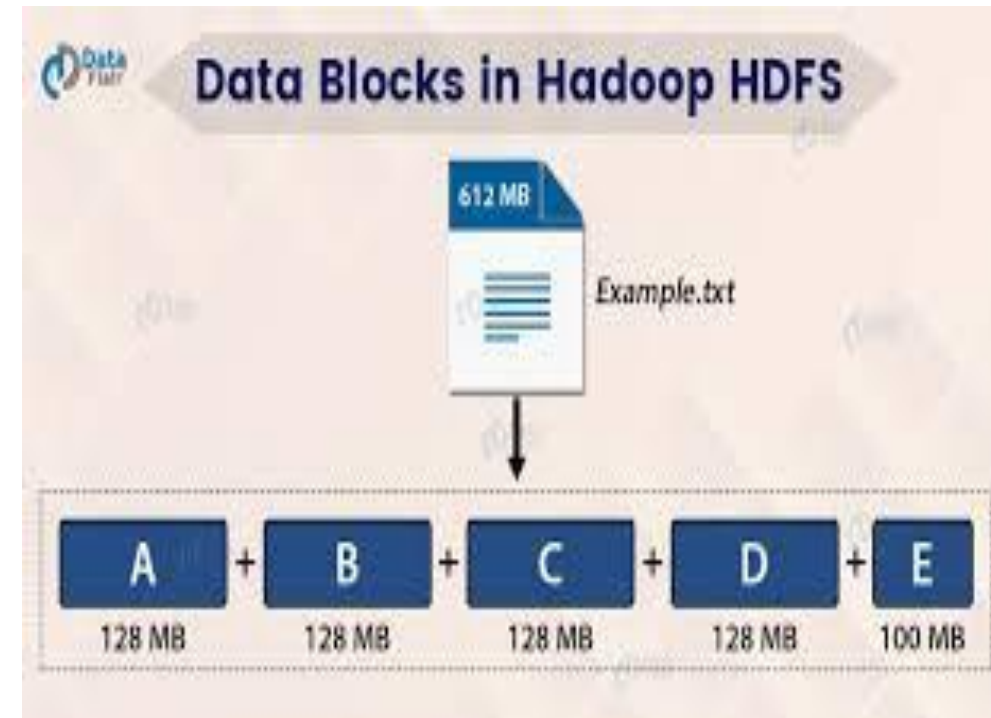 Data
Flair
Data Blocks in Hadoop HDFS
612 MB
Example.txt
A + B + C + D + E
128 MB 128 MB 128 MB 128 MB 100 MB